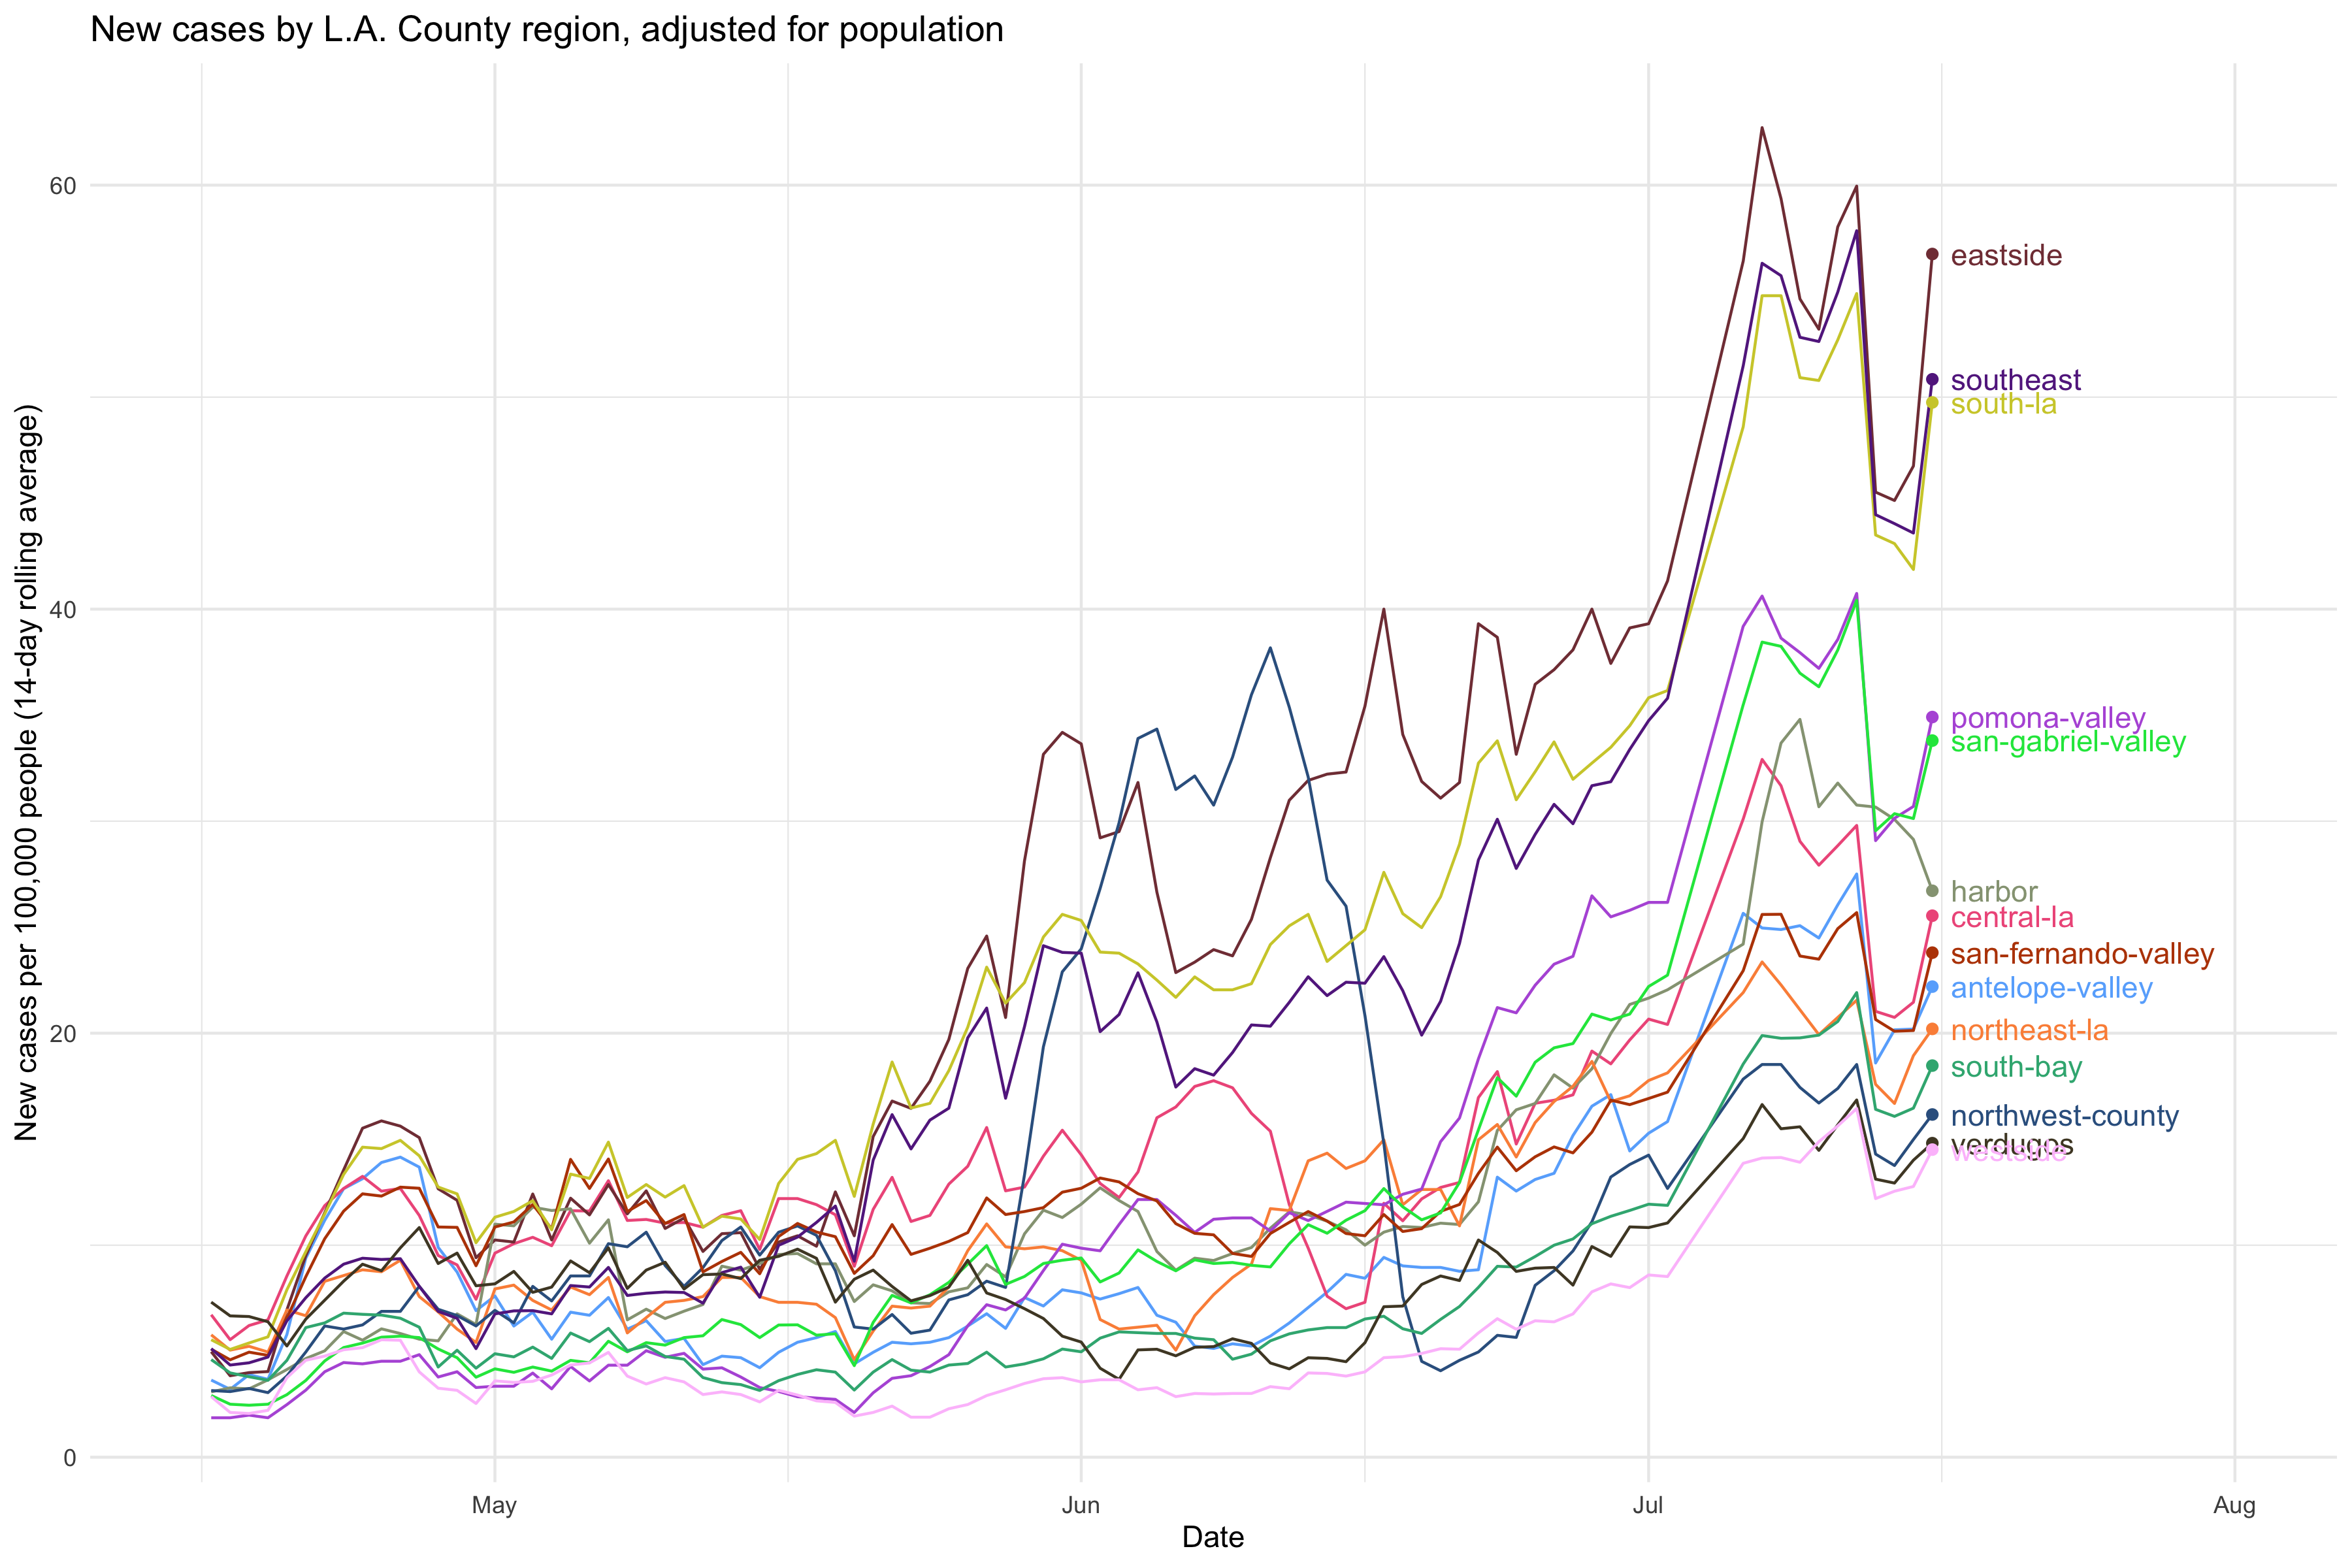 New cases by L.A. County region, adjusted for population
New cases per 100,000 people (14-day rolling average)
60
40
20
0
eastside
southeast
south-la
pomona-valley
san-gabriel-valley
harbor
central-la
san-fernando-valley
antelope-valley
northeast-la
south-bay
northwest-county
verdugos
westside
May
Jun
Jul
Aug
Date